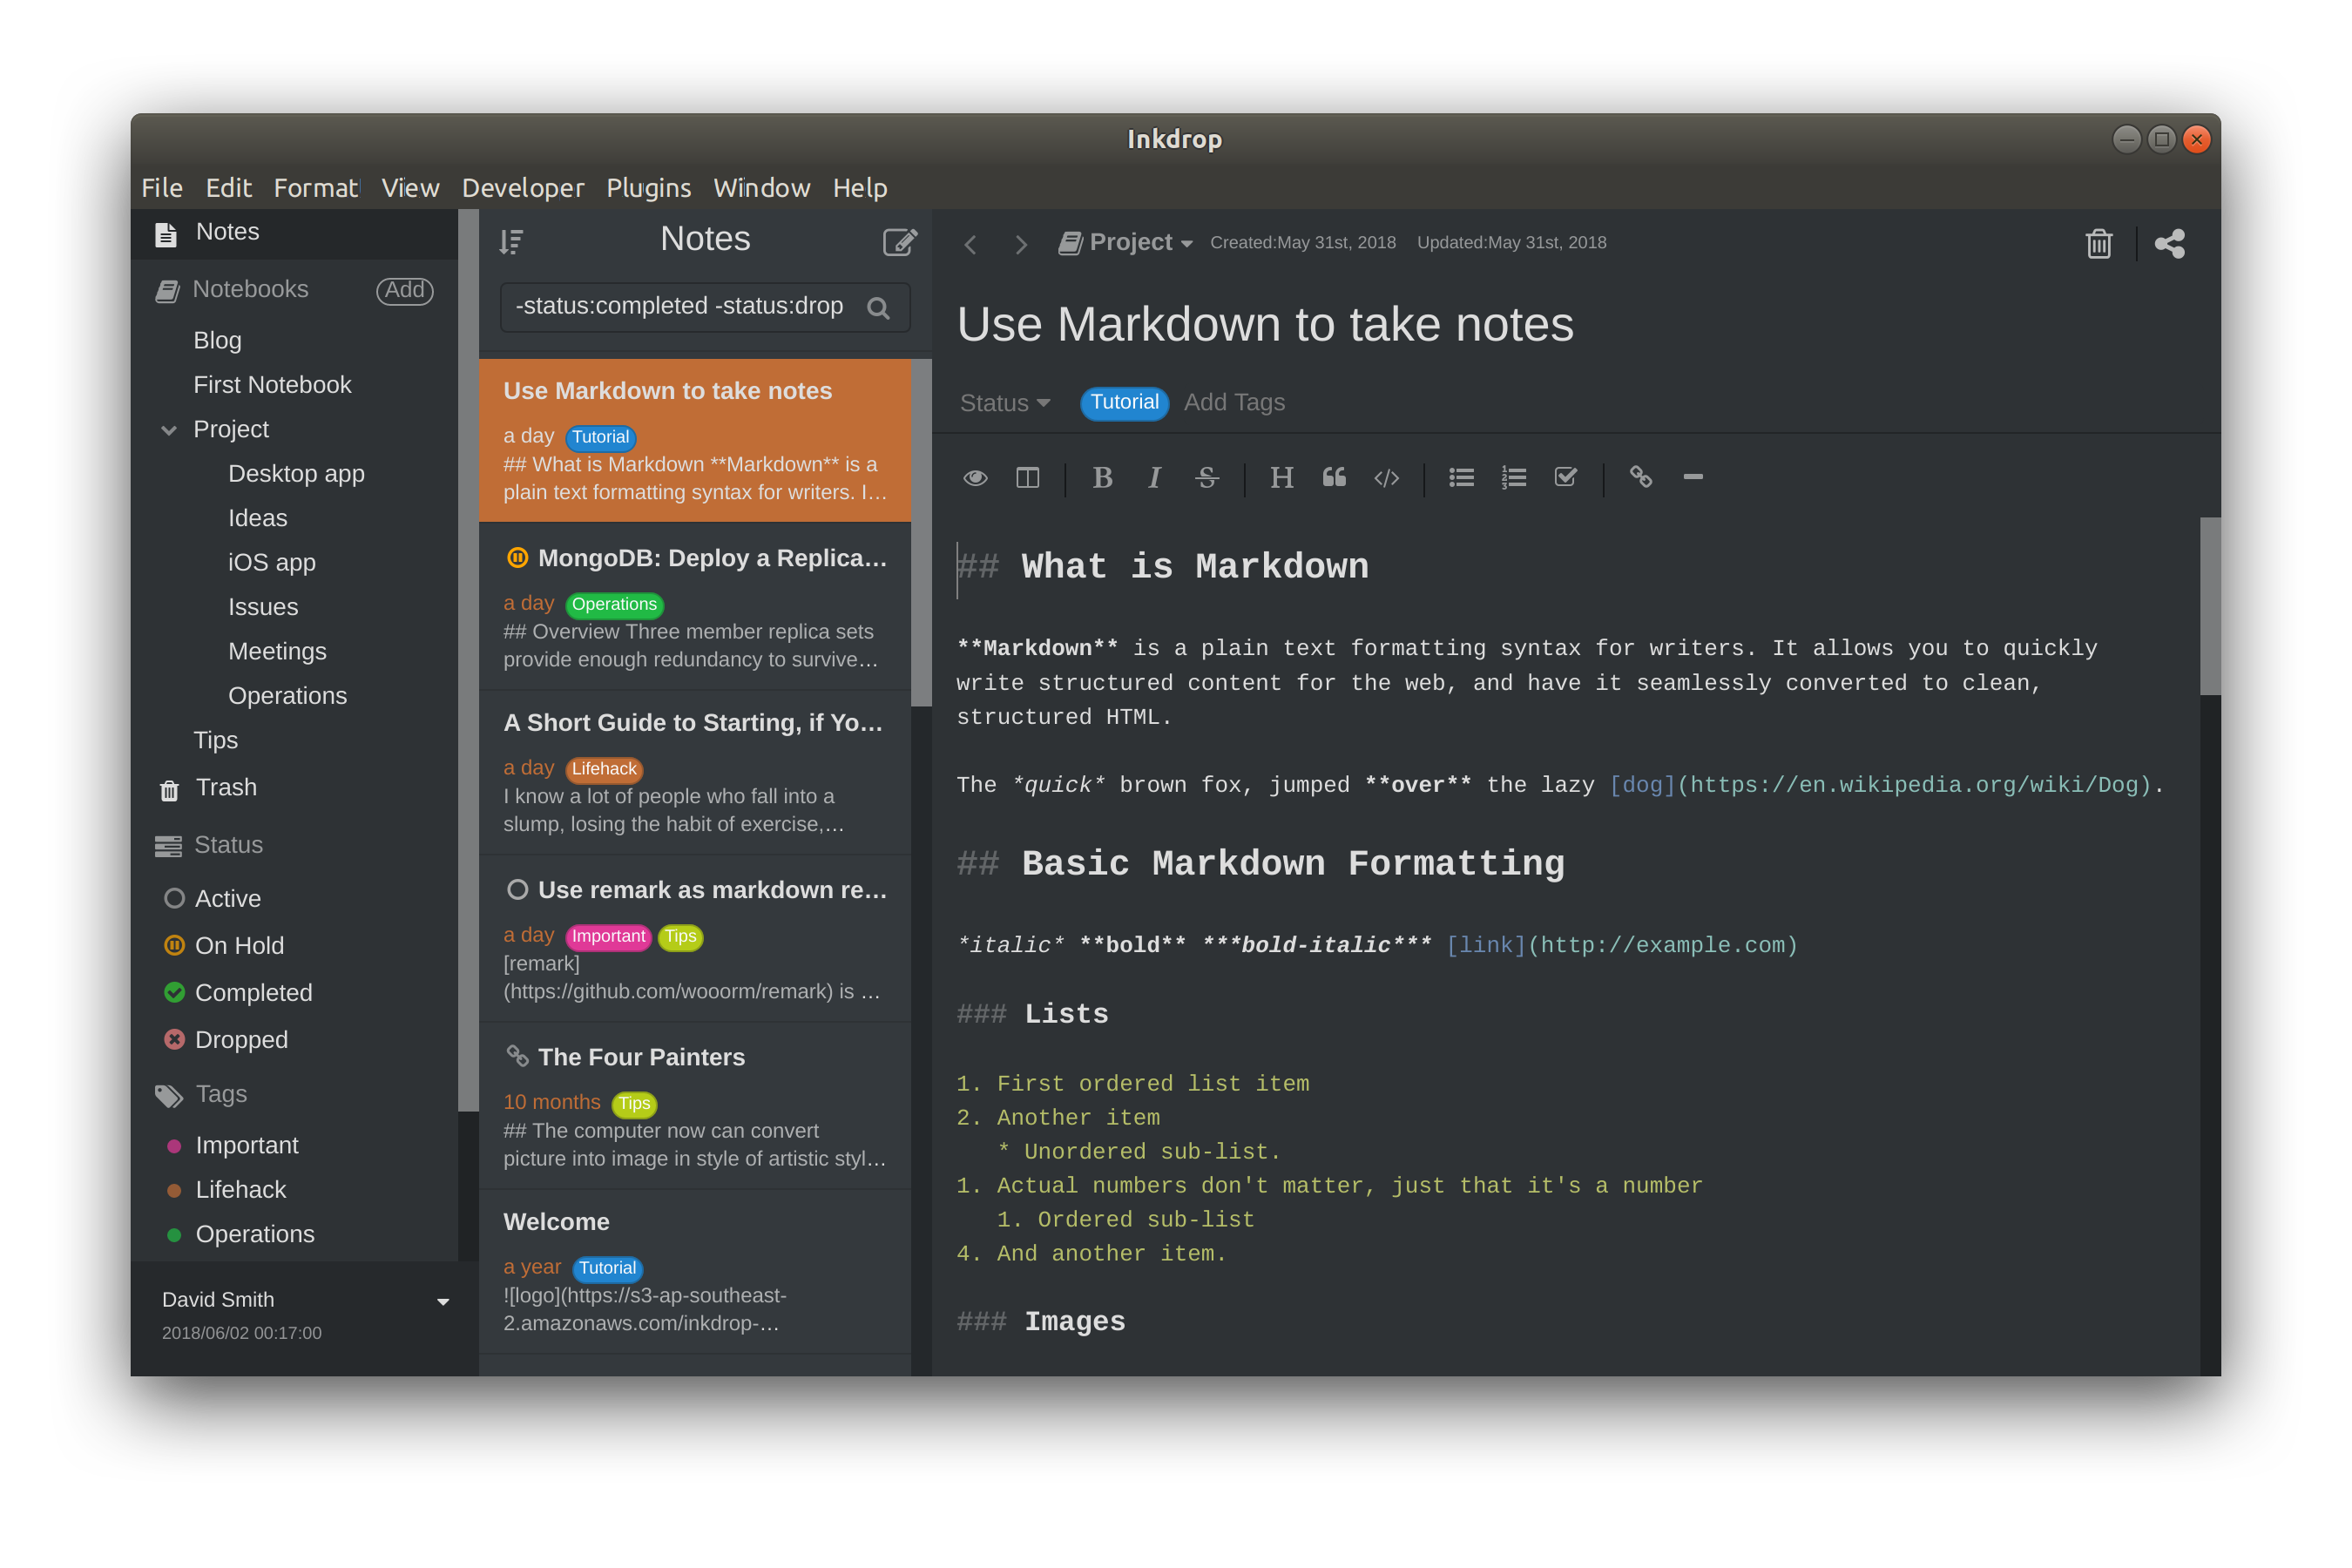 Inkdrop
File Edit Format View Developer Plugins Window Help
Notes
Notebooks Add
Blog
First Notebook
Project
Desktop app
Ideas
iOS app
Issues
Meetings
Operations
Tips
Trash
Status
Active
On Hold
Completed
Dropped
Tags
Important
Lifehack
Operations
David Smith
2018/06/02 00:17:00
Notes
-status:completed -status:drop
Use Markdown to take notes
a day Tutorial
## What is Markdown **Markdown** is a
plain text formatting syntax for writers. I…
MongoDB: Deploy a Replica…
a day Operations
## Overview Three member replica sets
provide enough redundancy to survive…
A Short Guide to Starting, if Yo…
a day Lifehack
I know a lot of people who fall into a
slump, losing the habit of exercise,…
Use remark as markdown re…
a day Important Tips
[remark]
(https://github.com/wooorm/remark) is …
The Four Painters
10 months Tips
## The computer now can convert
picture into image in style of artistic styl…
Welcome
a year Tutorial
![logo](https://s3-ap-southeast-
2.amazonaws.com/inkdrop-…
Project Created:May 31st, 2018 Updated:May 31st, 2018
Use Markdown to take notes
Status Tutorial Add Tags
B I S H
## What is Markdown
**Markdown** is a plain text formatting syntax for writers. It allows you to quickly
write structured content for the web, and have it seamlessly converted to clean,
structured HTML.
The *quick* brown fox, jumped **over** the lazy [dog](https://en.wikipedia.org/wiki/Dog).
## Basic Markdown Formatting
*italic* **bold** ***bold-italic*** [link](http://example.com)
### Lists
1. First ordered list item
2. Another item
* Unordered sub-list.
1. Actual numbers don't matter, just that it's a number
1. Ordered sub-list
4. And another item.
### Images